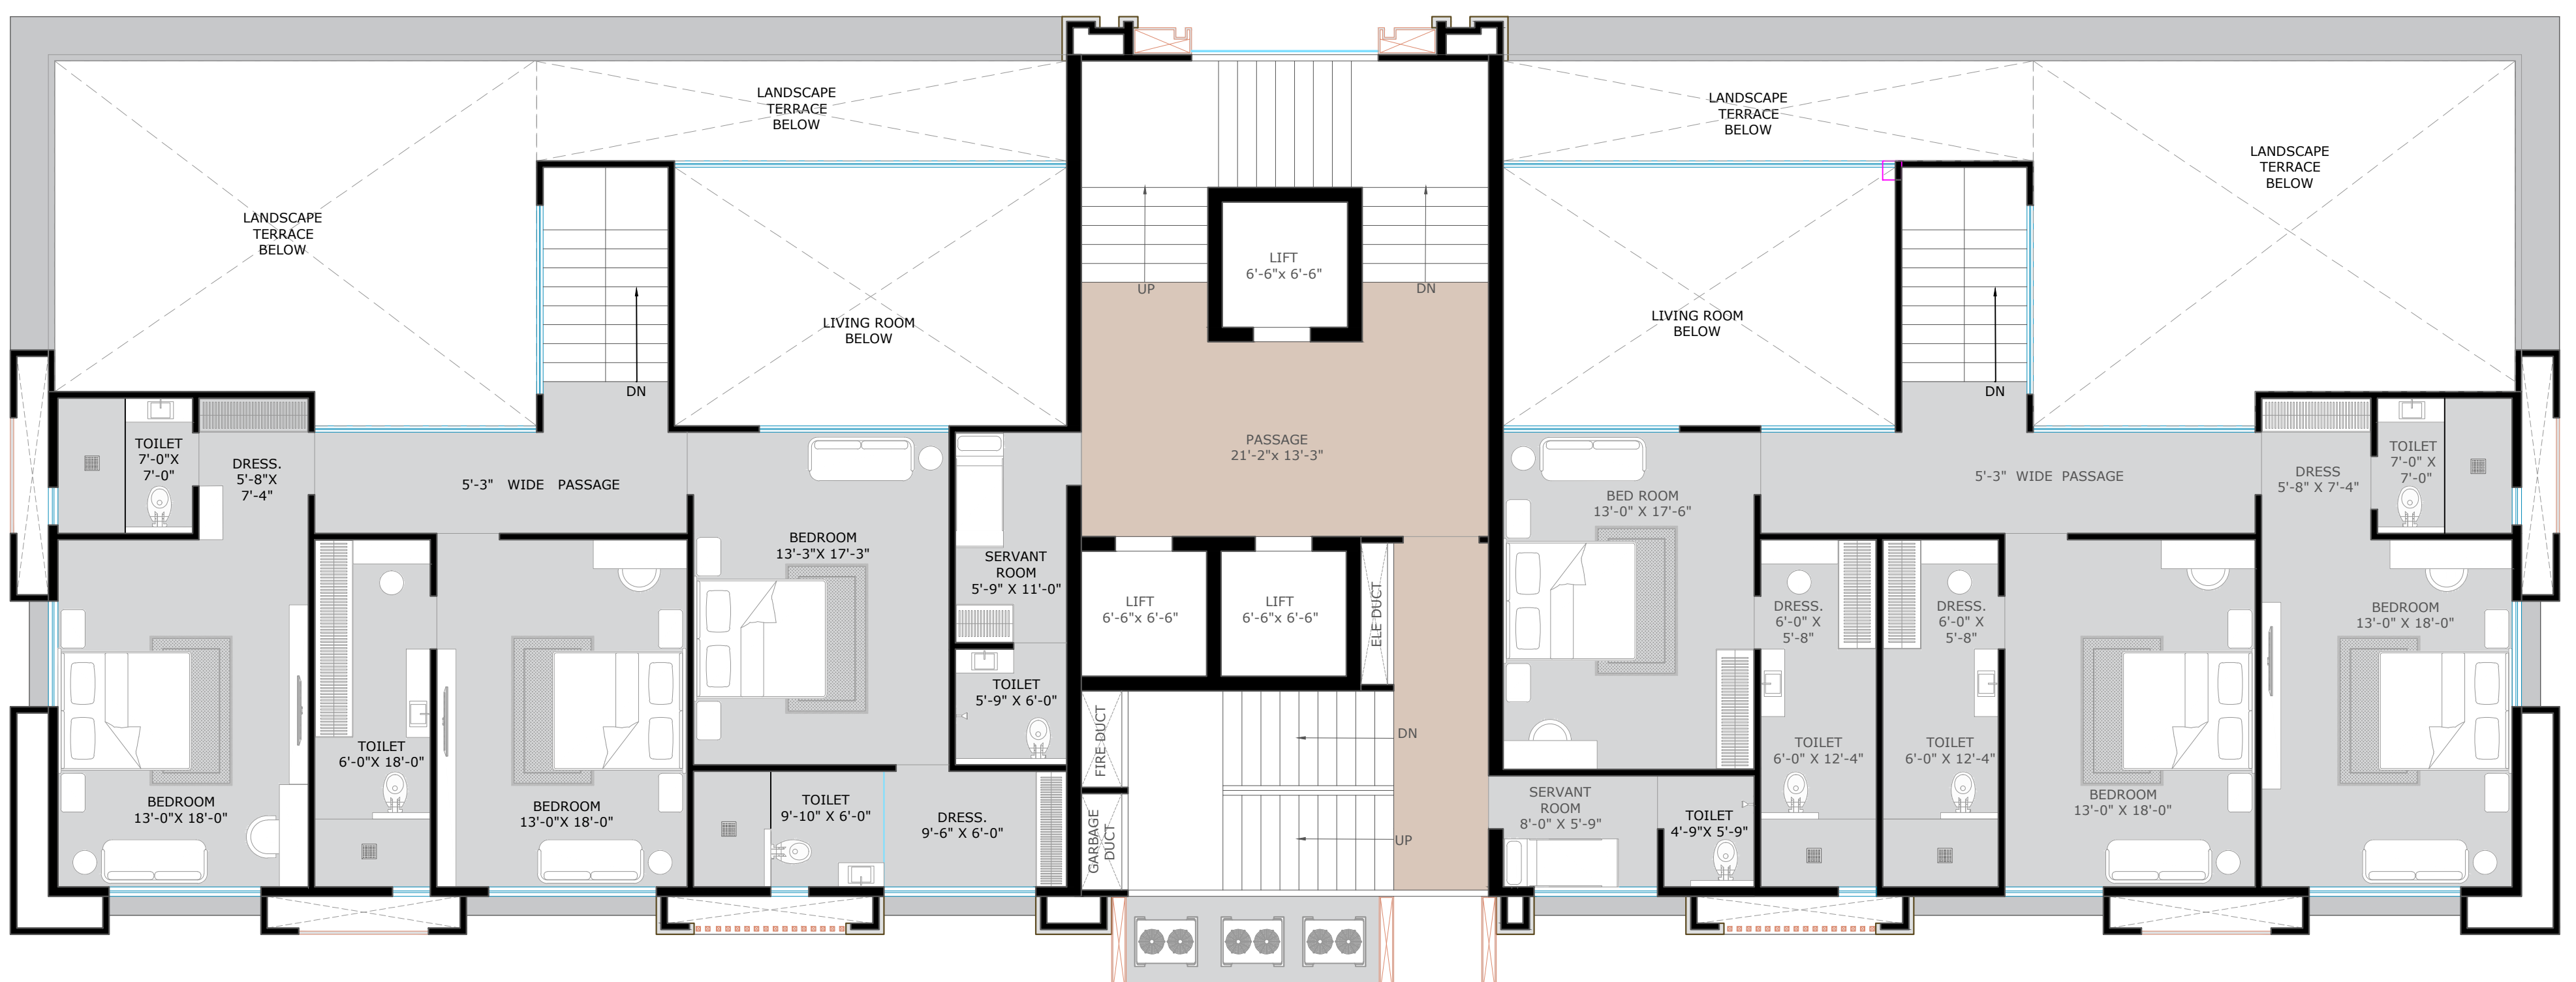 LANDSCAPE
TERRACE
BELOW
LANDSCAPE
TERRACE
BELOW
LANDSCAPE
TERRACE
BELOW
LANDSCAPE
TERRACE
BELOW
LIFT
6'-6"x 6'-6"
UP
DN
LIVING ROOM
BELOW
LIVING ROOM
BELOW
DN
DN
TOILET
7'-0"X
7'-0"
DRESS.
5'-8"X
7'-4"
5'-3" WIDE PASSAGE
PASSAGE
21'-2"x 13'-3"
5'-3" WIDE PASSAGE
DRESS
5'-8" X 7'-4"
TOILET
7'-0" X
7'-0"
BED ROOM
13'-0" X 17'-6"
BEDROOM
13'-3"X 17'-3"
SERVANT
ROOM
5'-9" X 11'-0"
LIFT
6'-6"x 6'-6"
LIFT
6'-6"x 6'-6"
ELE DUCT
DRESS.
6'-0" X
5'-8"
DRESS.
6'-0" X
5'-8"
BEDROOM
13'-0" X 18'-0"
TOILET
5'-9" X 6'-0"
FIRE DUCT
DN
TOILET
6'-0"X 18'-0"
TOILET
6'-0" X 12'-4"
TOILET
6'-0" X 12'-4"
BEDROOM
13'-0"X 18'-0"
BEDROOM
13'-0"X 18'-0"
TOILET
9'-10" X 6'-0"
DRESS.
9'-6" X 6'-0"
GARBAGE
DUCT
UP
SERVANT
ROOM
8'-0" X 5'-9"
TOILET
4'-9"X 5'-9"
BEDROOM
13'-0" X 18'-0"